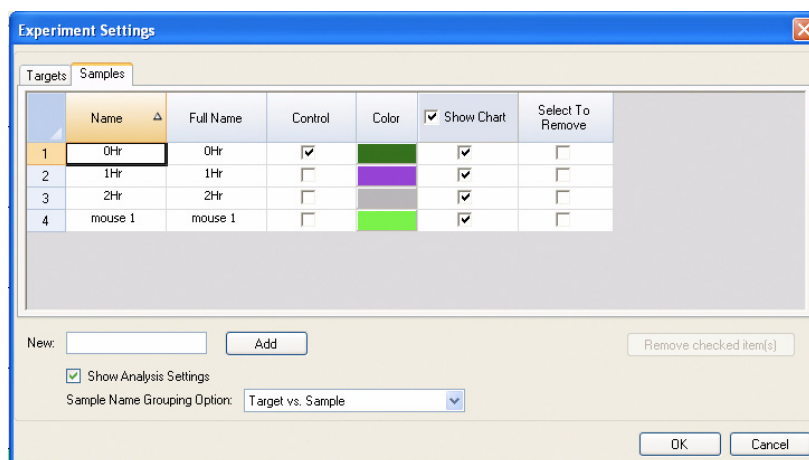 Experiment Settings
Targets Samples
Name Full Name Control Color Show Chart Select To Remove
1 0Hr 0Hr
2 1Hr 1Hr
3 2Hr 2Hr
4 mouse 1 mouse 1
New: Add Remove checked item(s)
Show Analysis Settings
Sample Name Grouping Option: Target vs. Sample
OK Cancel